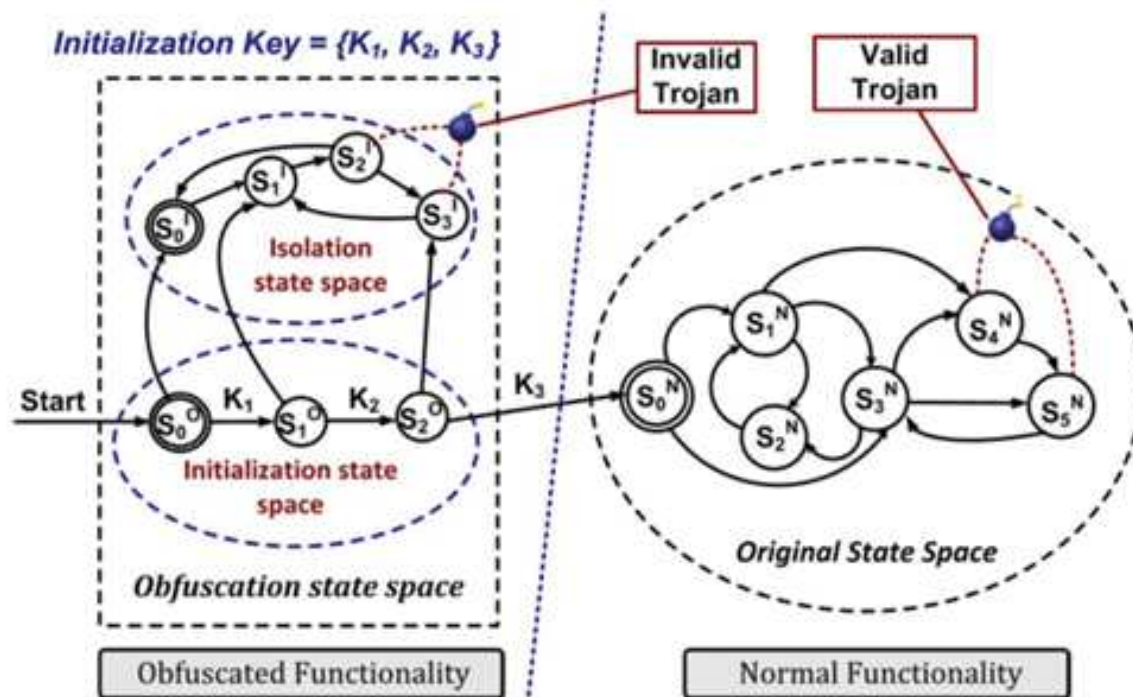 Initialization Key = {K₁, K₂, K₃}
Invalid
Trojan
Valid
Trojan
S₂ᴵ
S₁ᴵ
S₀ᴵ
S₃ᴵ
Isolation
state space
Start
S₀ᴼ
K₁
S₁ᴼ
K₂
S₂ᴼ
K₃
Initialization state
space
Obfuscation state space
S₀ᴺ
S₁ᴺ
S₂ᴺ
S₃ᴺ
S₄ᴺ
S₅ᴺ
Original State Space
Obfuscated Functionality
Normal Functionality